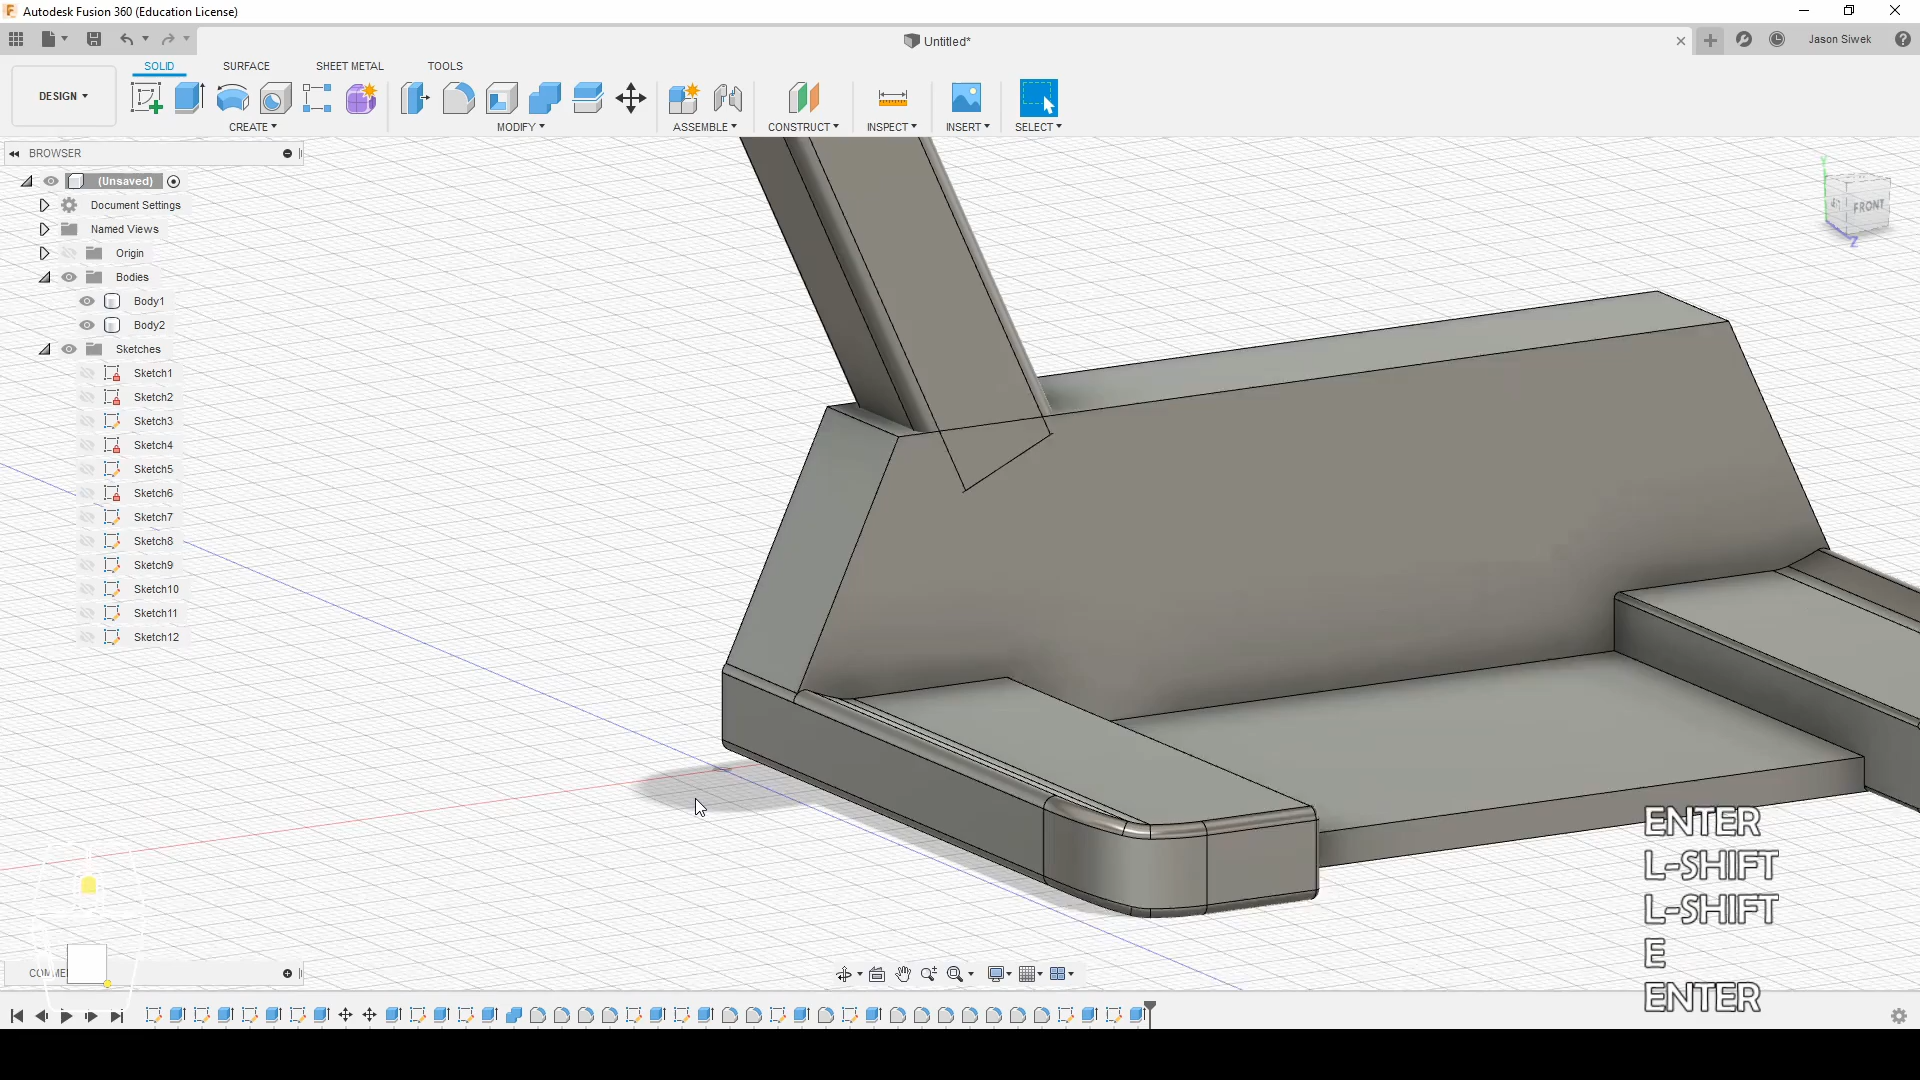 Autodesk Fusion 360 (Education License)
Untitled*
Jason Siwek
SOLID SURFACE SHEET METAL TOOLS
DESIGN
CREATE MODIFY ASSEMBLE CONSTRUCT INSPECT INSERT SELECT
BROWSER
(Unsaved)
Document Settings
Named Views
Origin
Bodies
Body1
Body2
Sketches
Sketch1
Sketch2
Sketch3
Sketch4
Sketch5
Sketch6
Sketch7
Sketch8
Sketch9
Sketch10
Sketch11
Sketch12
Y
FRONT
Z
ENTER
L-SHIFT
L-SHIFT
E
ENTER